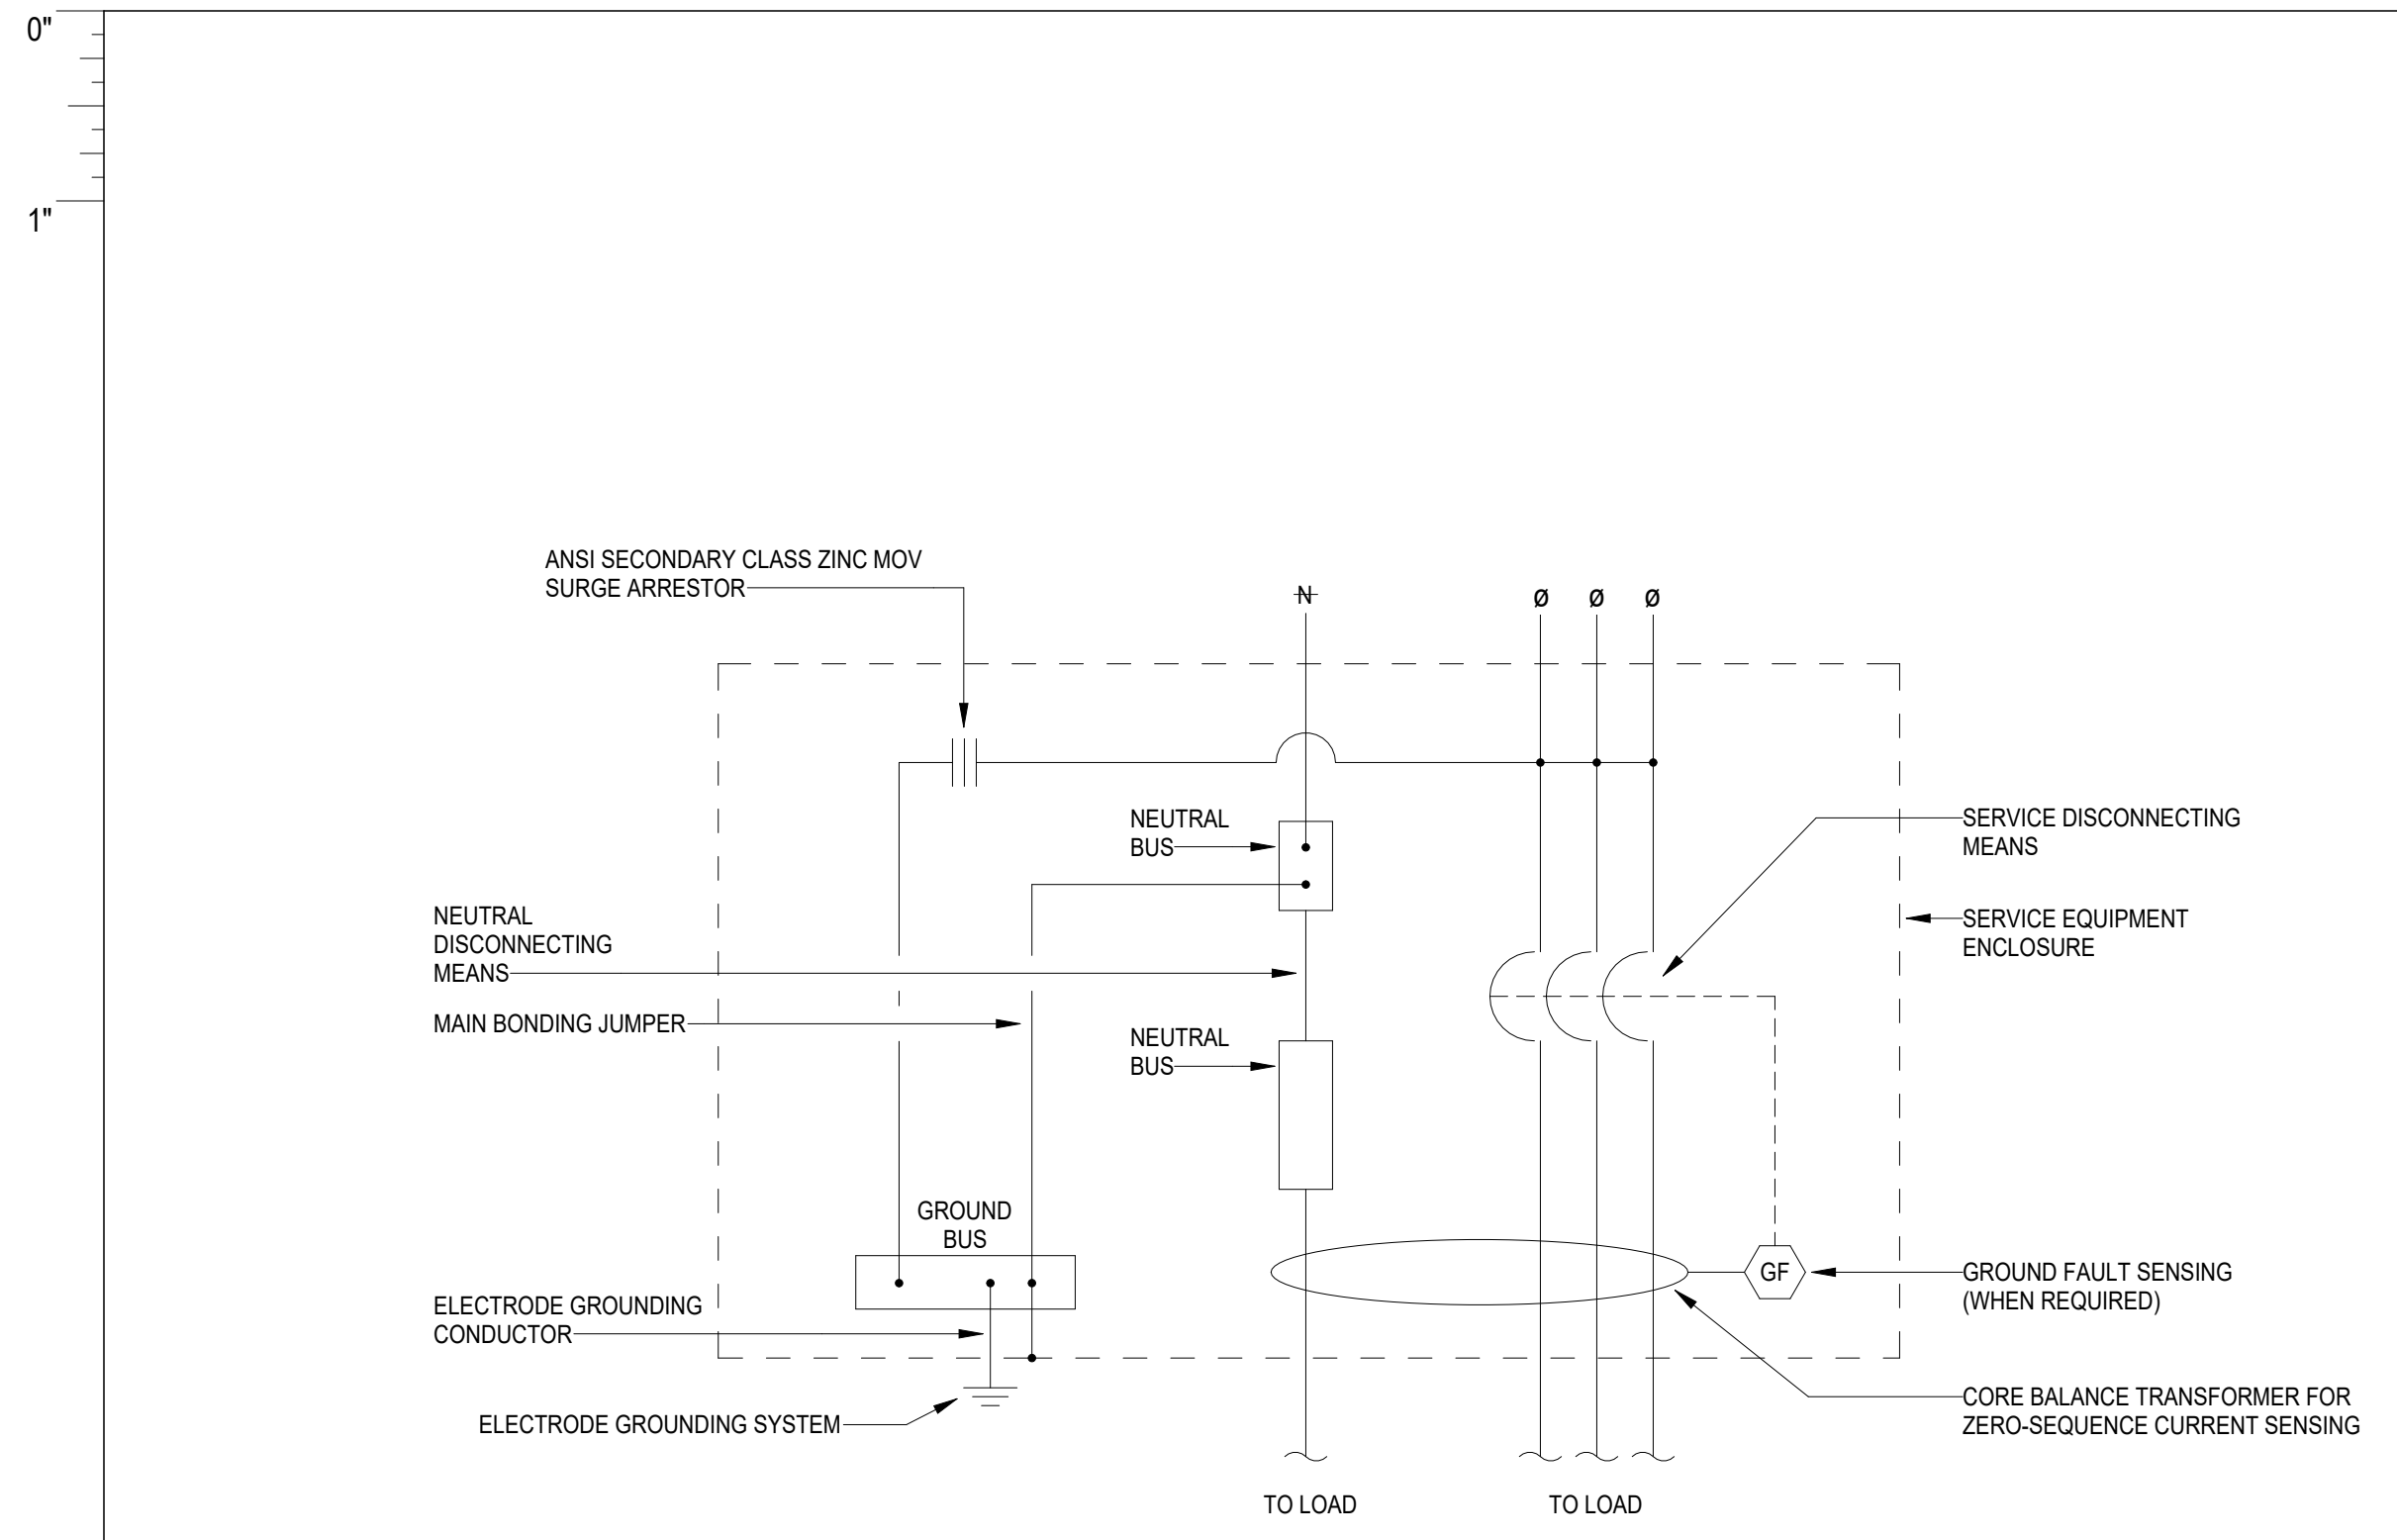 0"
1"
ANSI SECONDARY CLASS ZINC MOV
SURGE ARRESTOR
N
Ø
Ø
Ø
NEUTRAL
BUS
SERVICE DISCONNECTING
MEANS
NEUTRAL
DISCONNECTING
MEANS
SERVICE EQUIPMENT
ENCLOSURE
MAIN BONDING JUMPER
NEUTRAL
BUS
GROUND
BUS
GF
GROUND FAULT SENSING
(WHEN REQUIRED)
ELECTRODE GROUNDING
CONDUCTOR
CORE BALANCE TRANSFORMER FOR
ZERO-SEQUENCE CURRENT SENSING
ELECTRODE GROUNDING SYSTEM
TO LOAD
TO LOAD